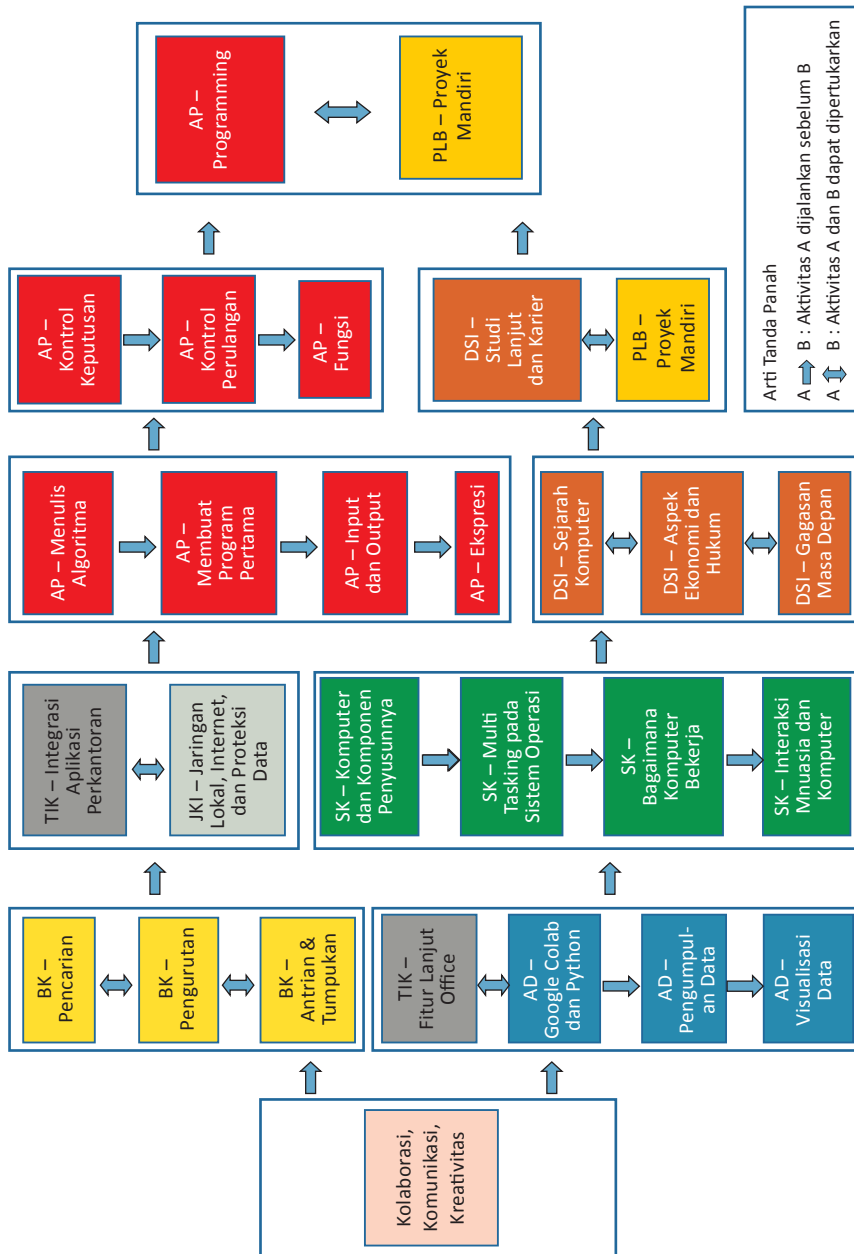 Kolaborasi,
Komunikasi,
Kreativitas
BK –
Pencarian
BK –
Pengurutan
BK –
Antrian &
Tumpukan
TIK –
Fitur Lanjut
Office
AD –
Google Colab
dan Python
AD –
Pengumpul-
an Data
AD –
Visualisasi
Data
TIK – Integrasi
Aplikasi
Perkantoran
JKI – Jaringan
Lokal, Internet,
dan Proteksi
Data
SK – Komputer
dan Komponen
Penyusunnya
SK – Multi
Tasking pada
Sistem Operasi
SK –
Bagaimana
Komputer
Bekerja
SK – Interaksi
Mnuasia dan
Komputer
AP – Menulis
Algoritma
AP –
Membuat
Program
Pertama
AP – Input
dan Output
AP – Ekspresi
DSI – Sejarah
Komputer
DSI – Aspek
Ekonomi dan
Hukum
DSI – Gagasan
Masa Depan
AP –
Kontrol
Keputusan
AP –
Kontrol
Perulangan
AP –
Fungsi
DSI –
Studi
Lanjut
dan Karier
PLB –
Proyek
Mandiri
AP –
Programming
PLB – Proyek
Mandiri
Arti Tanda Panah
A B : Aktivitas A dijalankan sebelum B
A B : Aktivitas A dan B dapat dipertukarkan